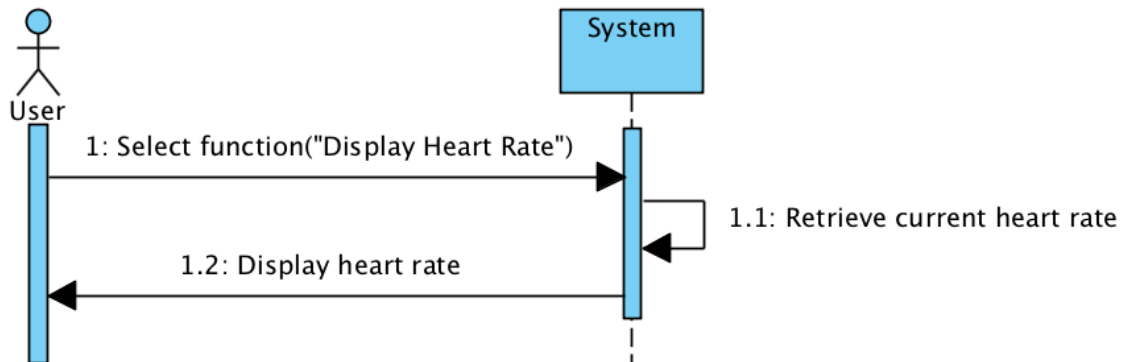 System
User
1: Select function("Display Heart Rate")
1.1: Retrieve current heart rate
1.2: Display heart rate